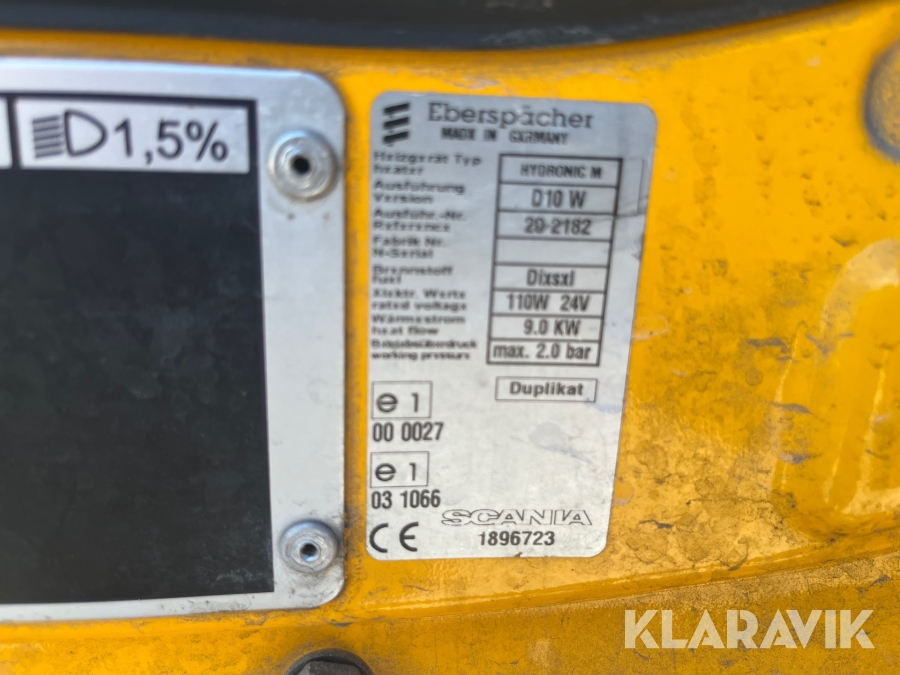 1,5%
Eberspächer
MADE IN GERMANY
Heizgerät Typ
heater
HYDRONIC M
Ausführung
Version
D10 W
Ausführ.-Nr.
Reference
20-2182
Fabrik Nr.
N-Serial
Brennstoff
fuel
Elektr. Werte
rated voltage
110W 24V
Wärmestrom
heat flow
9.0 KW
Betriebsüberdruck
working pressure
max. 2.0 bar
Duplikat
e 1
00 0027
e 1
03 1066
CE
SCANIA
1896723
KLARAVIK